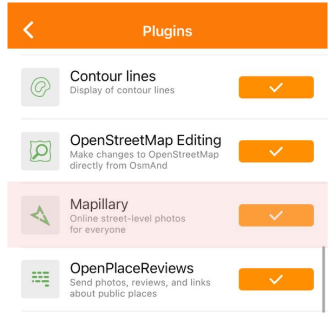 Plugins
Contour lines
Display of contour lines
OpenStreetMap Editing
Make changes to OpenStreetMap
directly from OsmAnd
Mapillary
Online street-level photos
for everyone
OpenPlaceReviews
Send photos, reviews, and links
about public places